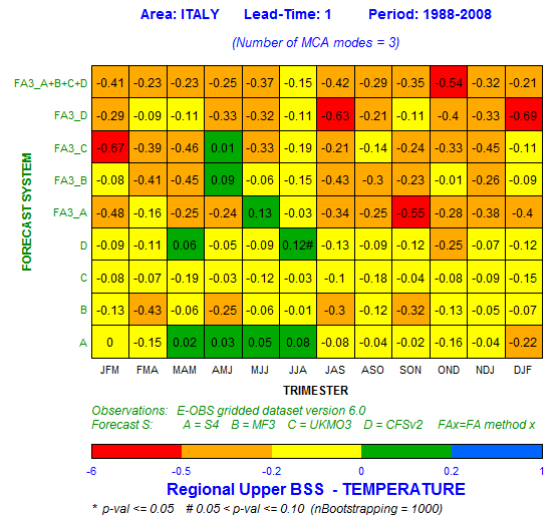 Area: ITALY Lead-Time: 1 Period: 1988-2008
(Number of MCA modes = 3)
FORECAST SYSTEM
FA3_A+B+C+D -0.41 -0.23 -0.23 -0.25 -0.37 -0.15 -0.42 -0.29 -0.35 -0.54 -0.32 -0.21
FA3_D -0.29 -0.09 -0.11 -0.33 -0.32 -0.11 -0.63 -0.21 -0.11 -0.4 -0.33 -0.69
FA3_C -0.67 -0.39 -0.46 0.01 -0.33 -0.19 -0.21 -0.14 -0.24 -0.33 -0.45 -0.11
FA3_B -0.08 -0.41 -0.45 0.09 -0.06 -0.15 -0.43 -0.3 -0.23 -0.01 -0.26 -0.09
FA3_A -0.48 -0.16 -0.25 -0.24 0.13 -0.03 -0.34 -0.25 -0.55 -0.28 -0.38 -0.4
D -0.09 -0.11 0.06 -0.05 -0.09 0.12# -0.13 -0.09 -0.12 -0.25 -0.07 -0.12
C -0.08 -0.07 -0.19 -0.03 -0.12 -0.03 -0.1 -0.18 -0.04 -0.08 -0.09 -0.15
B -0.13 -0.43 -0.06 -0.25 -0.06 -0.01 -0.3 -0.12 -0.32 -0.13 -0.05 -0.07
A 0 -0.15 0.02 0.03 0.05 0.08 -0.08 -0.04 -0.02 -0.16 -0.04 -0.22
JFM FMA MAM AMJ MJJ JJA JAS ASO SON OND NDJ DJF
TRIMESTER
Observations: E-OBS gridded dataset version 6.0
Forecast S: A = S4 B = MF3 C = UKMO3 D = CFSv2 FAx=FA method x
-6 -0.5 -0.2 0 0.2 1
Regional Upper BSS - TEMPERATURE
* p-val <= 0.05 # 0.05 < p-val <= 0.10 (nBootstrapping = 1000)